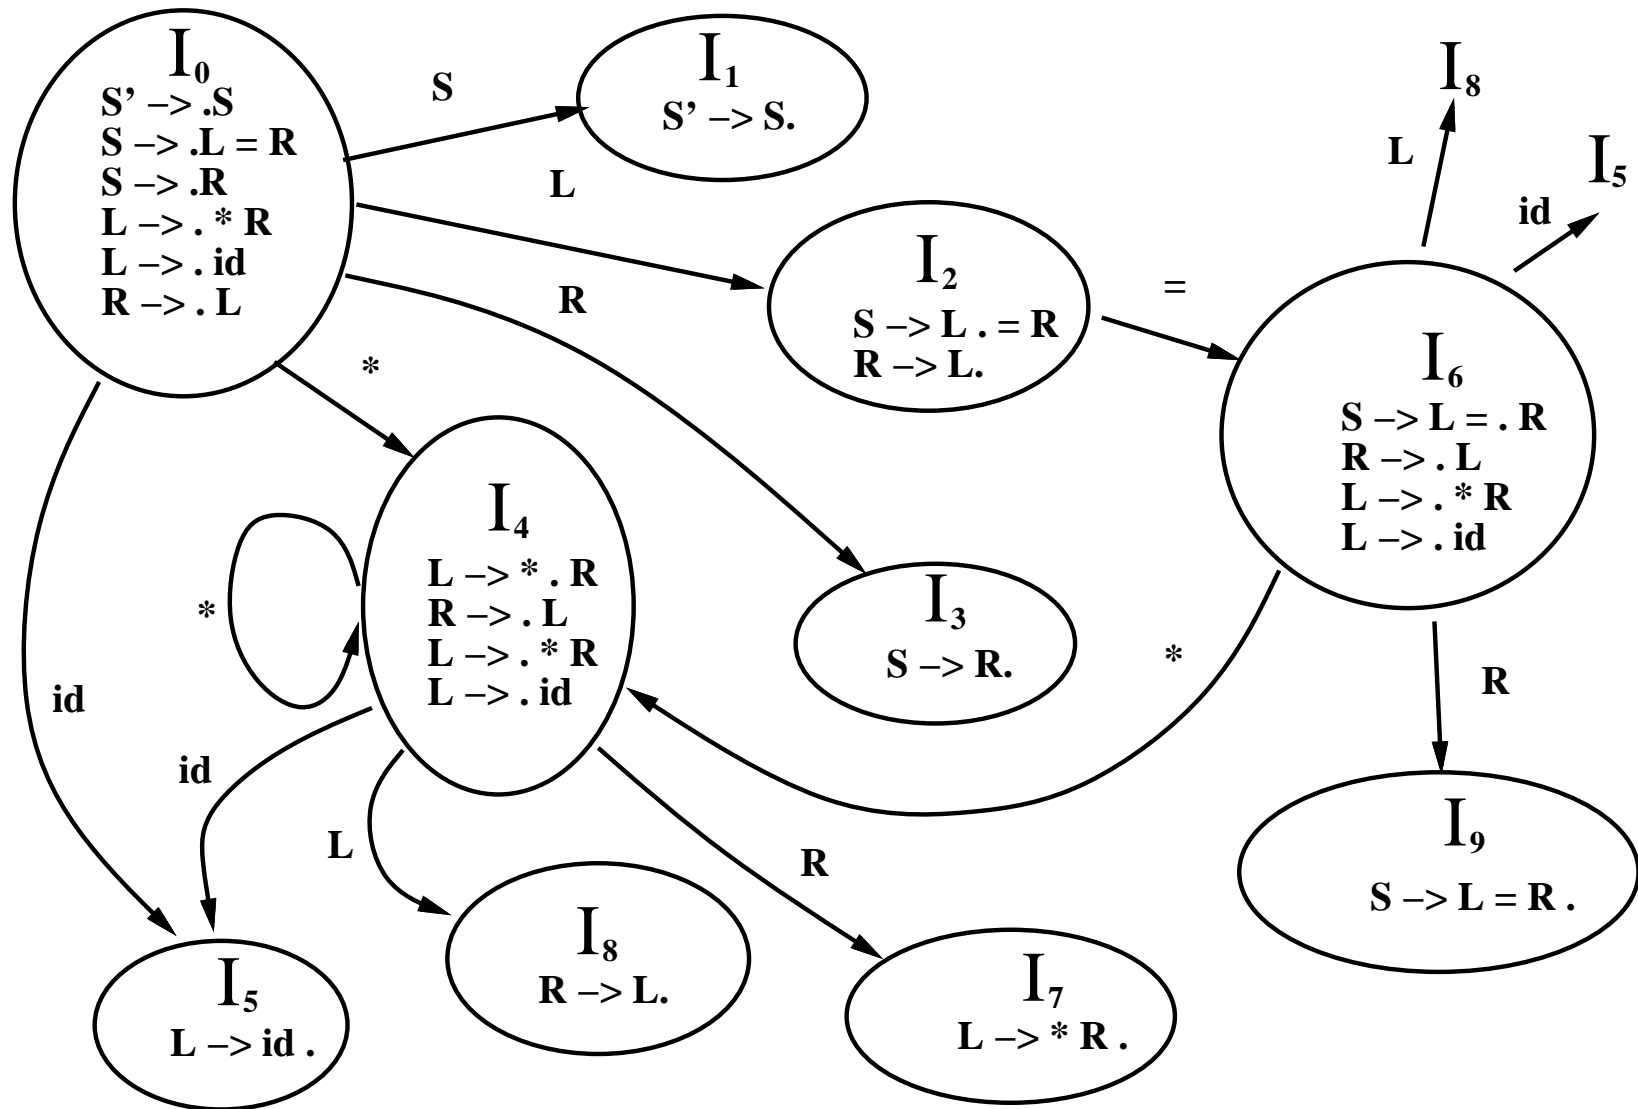 I0
S’ –> .S
S –> .L = R
S –> .R
L –> . * R
L –> . id
R –> . L
S
I1
S’ –> S.
L
I2
S –> L . = R
R –> L.
=
R
*
id
I8
L
I5
id
I6
S –> L = . R
R –> . L
L –> . * R
L –> . id
I4
L –> * . R
R –> . L
L –> . * R
L –> . id
*
I3
S –> R.
*
R
id
L
R
I9
S –> L = R .
I5
L –> id .
I8
R –> L.
I7
L –> * R .